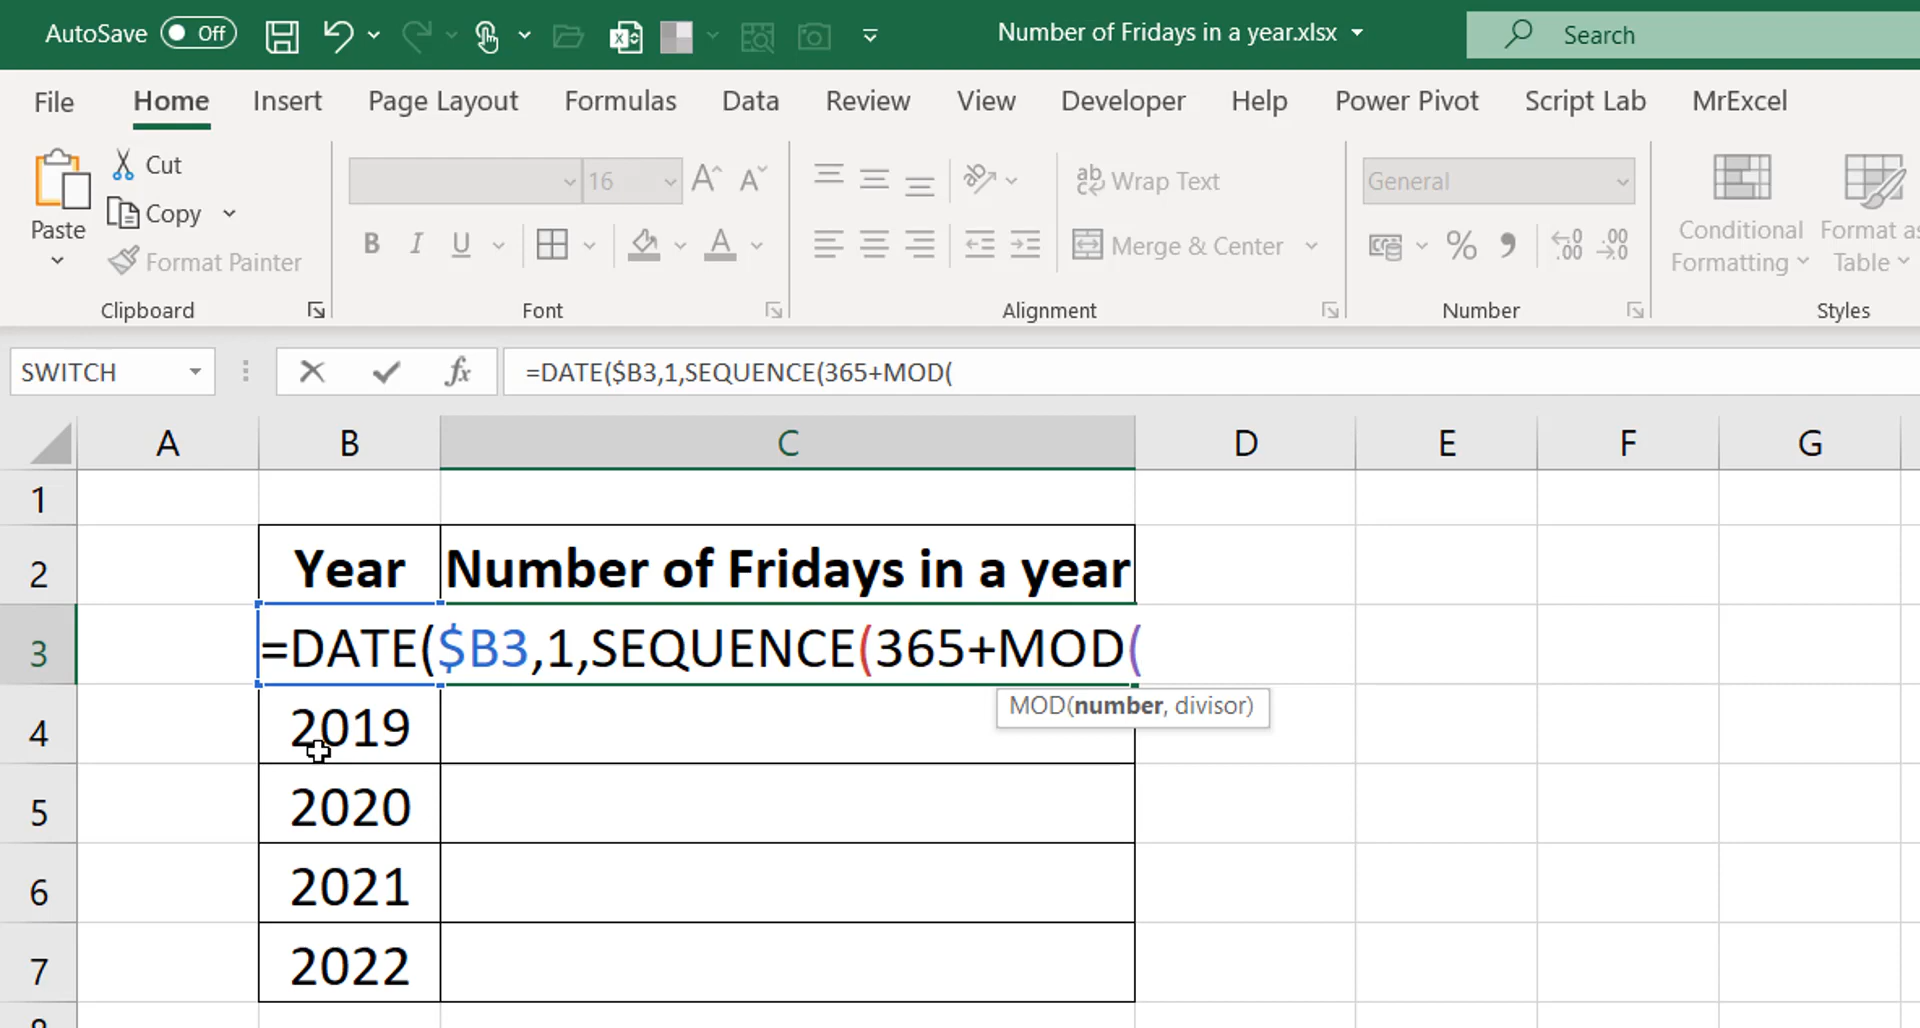 AutoSave Off Number of Fridays in a year.xlsx Search
File Home Insert Page Layout Formulas Data Review View Developer Help Power Pivot Script Lab MrExcel
Paste
Cut
Copy
Format Painter
Clipboard
16
B I U A
Font
ab Wrap Text
Merge & Center
Alignment
General
% 9 .00
Number
Conditional
Formatting
Format as
Table
Styles
SWITCH fx =DATE($B3,1,SEQUENCE(365+MOD(
A B C D E F G
1
2 Year Number of Fridays in a year
3 =DATE($B3,1,SEQUENCE(365+MOD(
MOD(number, divisor)
4 2019
5 2020
6 2021
7 2022